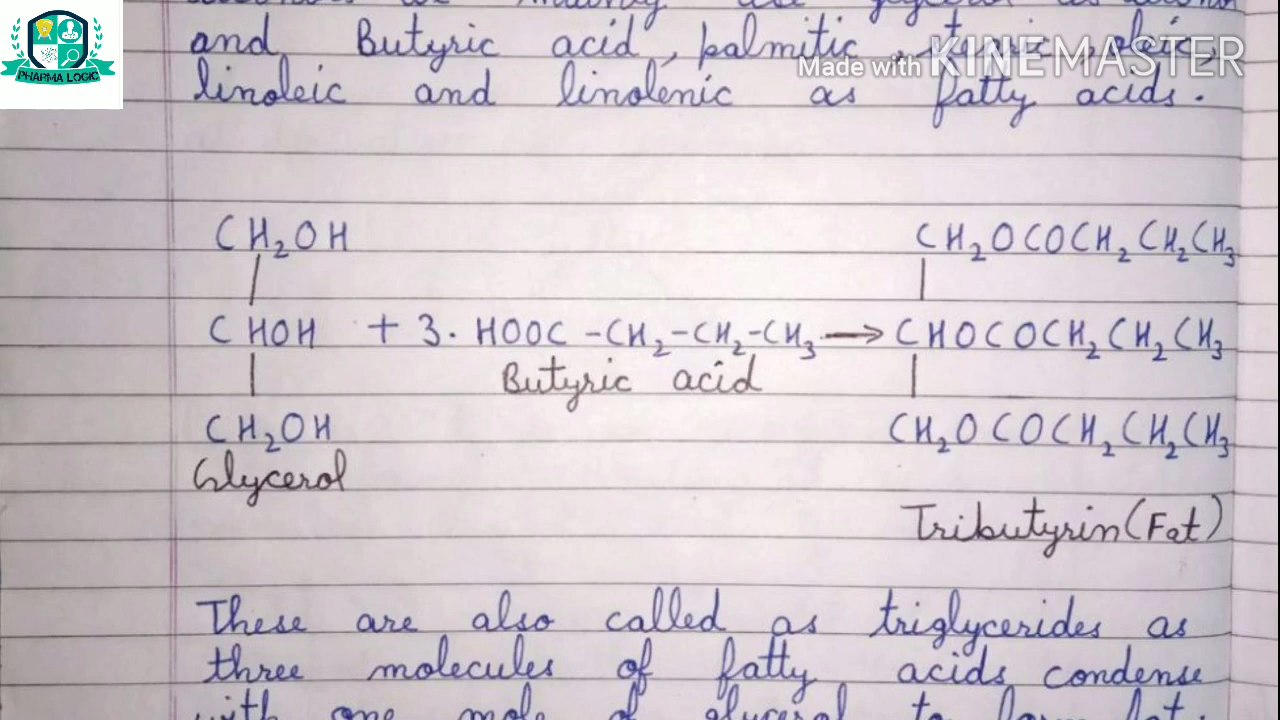 and Butyric acid, palmitic,
Made with KINEMASTER
PHARMA LOGIC
linoleic and linolenic as fatty acids.
CH2OH CH2OCOCH2CH2CH3
CHOH + 3. HOOC-CH2-CH2-CH3 → CHOCOCH2CH2CH3
Butyric acid
CH2OH CH2OCOCH2CH2CH3
Glycerol
Tributyrin (Fat)
These are also called as triglycerides as
three molecules of fatty acids condense